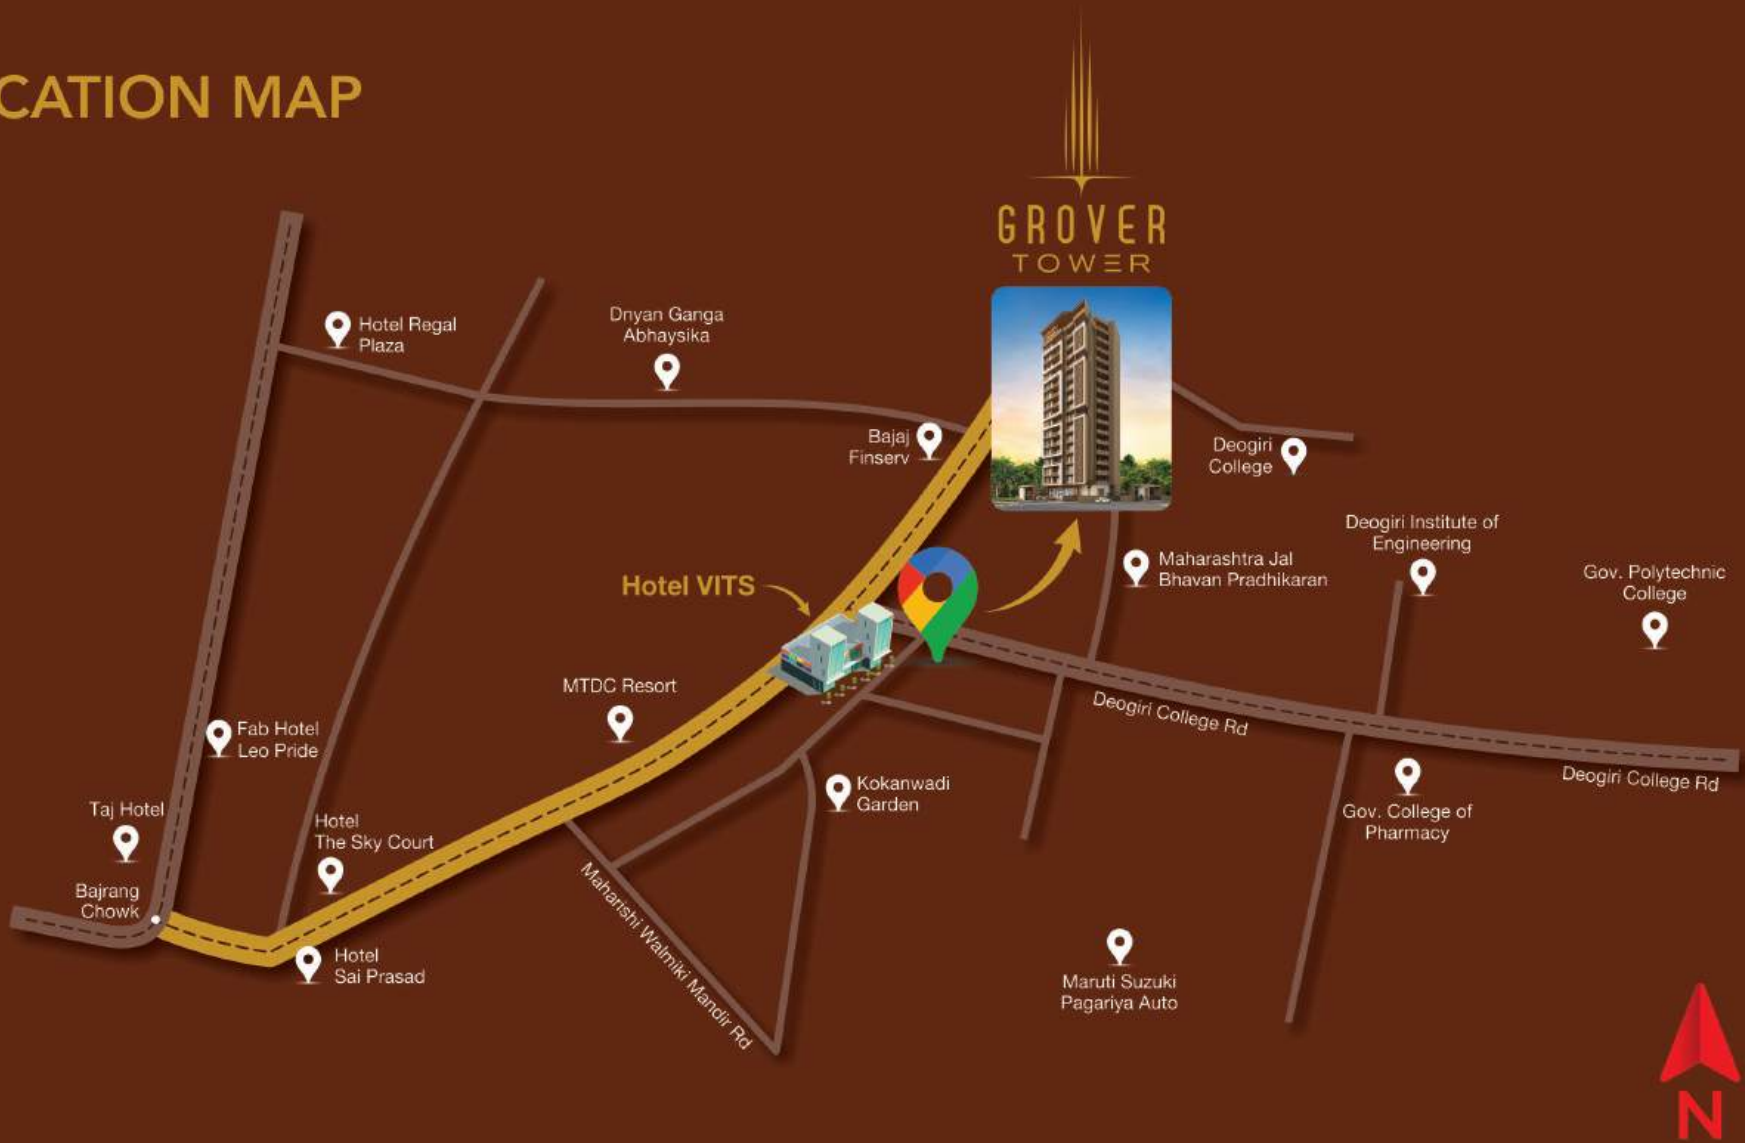 CATION MAP
GROVER
TOWER
Hotel Regal
Plaza
Dnyan Ganga
Abhaysika
Bajaj
Finserv
Deogiri
College
Deogiri Institute of
Engineering
Maharashtra Jal
Bhavan Pradhikaran
Gov. Polytechnic
College
Hotel VITS
MTDC Resort
Deogiri College Rd
Fab Hotel
Leo Pride
Deogiri College Rd
Kokanwadi
Garden
Taj Hotel
Hotel
The Sky Court
Gov. College of
Pharmacy
Bajrang
Chowk
Maharishi Walmiki Mandir Rd
Hotel
Sai Prasad
Maruti Suzuki
Pagariya Auto
N